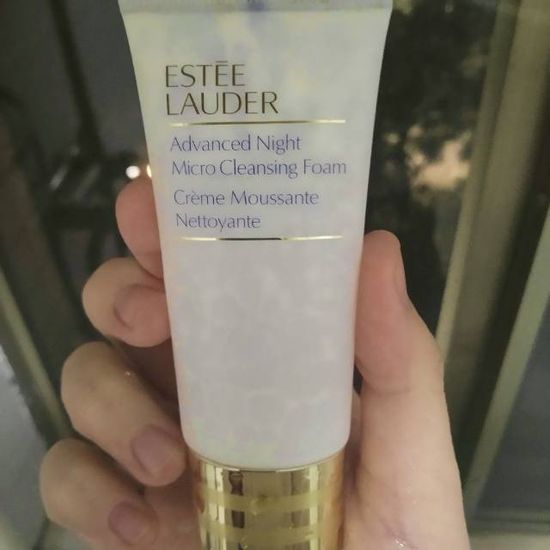 ESTĒE
LAUDER
Advanced Night
Micro Cleansing Foam
Crème Moussante
Nettoyante